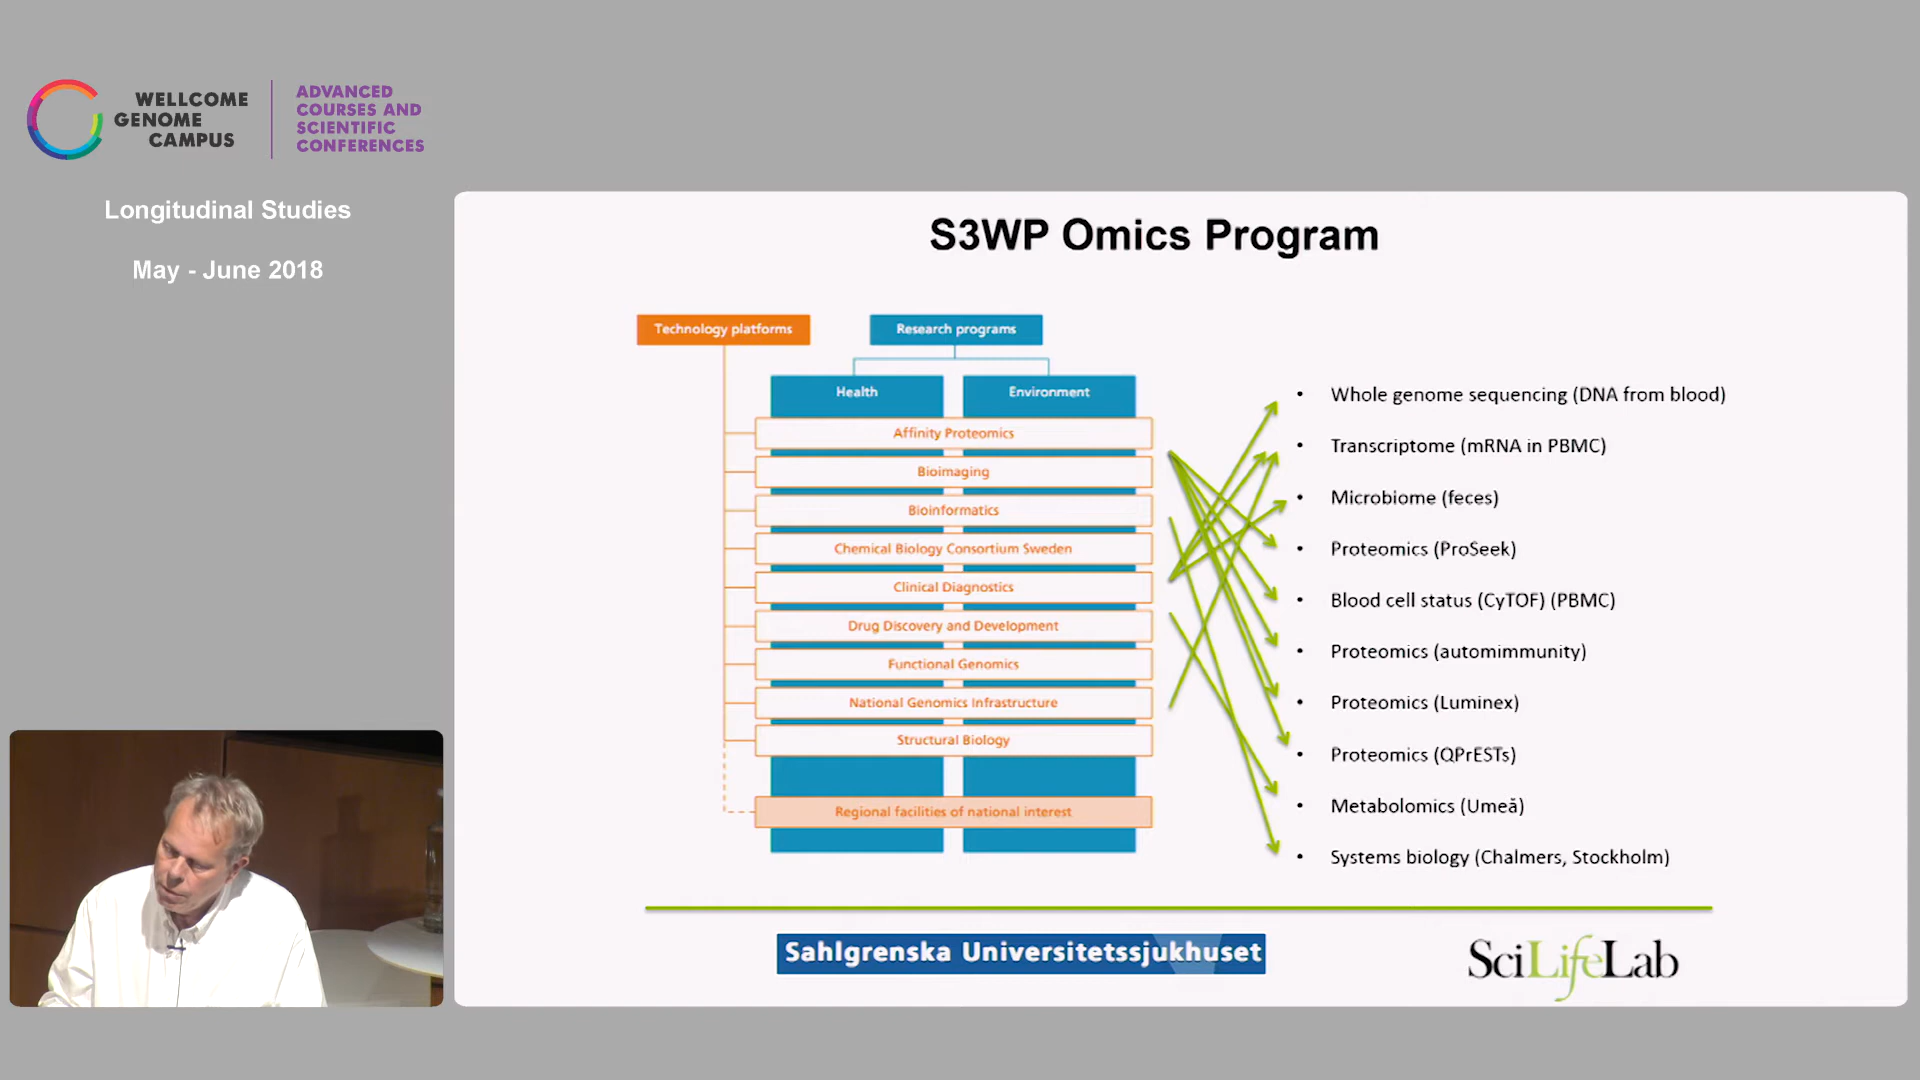 WELLCOME
GENOME
CAMPUS
ADVANCED
COURSES AND
SCIENTIFIC
CONFERENCES
Longitudinal Studies
May - June 2018
S3WP Omics Program
Technology platforms
Research programs
Health
Environment
Affinity Proteomics
Bioimaging
Bioinformatics
Chemical Biology Consortium Sweden
Clinical Diagnostics
Drug Discovery and Development
Functional Genomics
National Genomics Infrastructure
Structural Biology
Regional facilities of national interest
• Whole genome sequencing (DNA from blood)
• Transcriptome (mRNA in PBMC)
• Microbiome (feces)
• Proteomics (ProSeek)
• Blood cell status (CyTOF) (PBMC)
• Proteomics (automimmunity)
• Proteomics (Luminex)
• Proteomics (QPrESTs)
• Metabolomics (Umeå)
• Systems biology (Chalmers, Stockholm)
Sahlgrenska Universitetssjukhuset
SciLifeLab